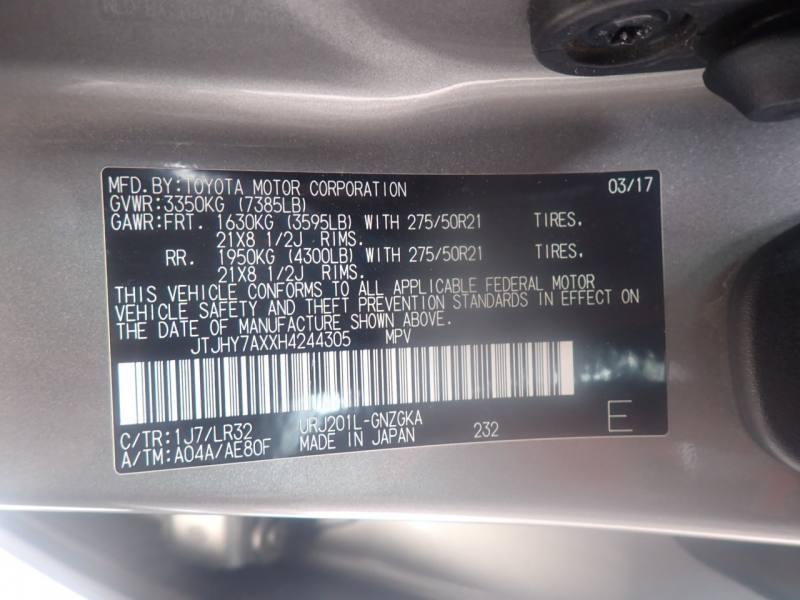 MFD.BY:TOYOTA MOTOR CORPORATION 03/17
GVWR:3350KG (7385LB)
GAWR:FRT. 1630KG (3595LB) WITH 275/50R21 TIRES.
21X8 1/2J RIMS.
RR. 1950KG (4300LB) WITH 275/50R21 TIRES.
21X8 1/2J RIMS.
THIS VEHICLE CONFORMS TO ALL APPLICABLE FEDERAL MOTOR
VEHICLE SAFETY AND THEFT PREVENTION STANDARDS IN EFFECT ON
THE DATE OF MANUFACTURE SHOWN ABOVE.
JTJHY7AXXH4244305 MPV
C/TR:1J7/LR32 URJ201L-GNZGKA
A/TM:A04A/AE80F MADE IN JAPAN 232 E